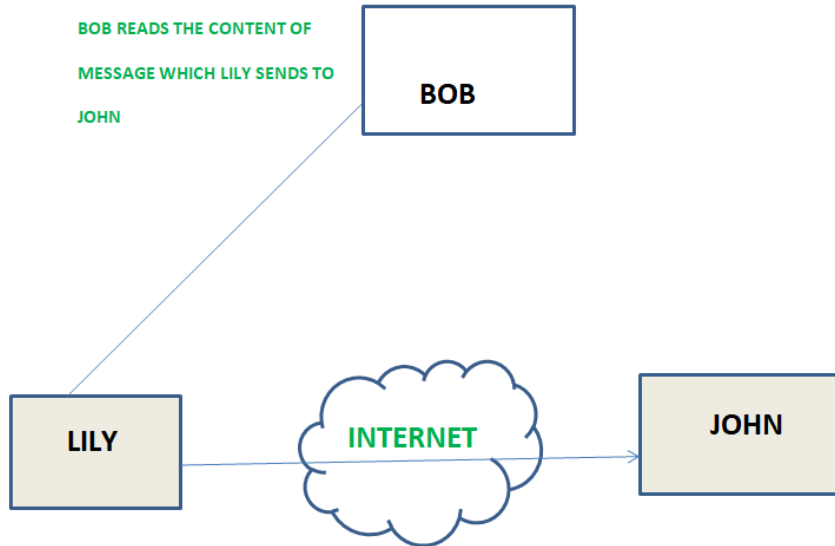 BOB READS THE CONTENT OF
MESSAGE WHICH LILY SENDS TO
JOHN
BOB
LILY
INTERNET
JOHN